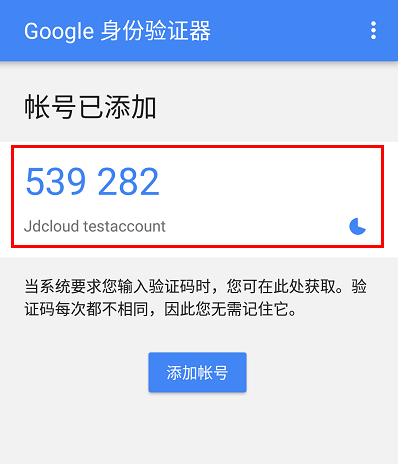 Google 身份验证器
帐号已添加
539 282
Jdcloud testaccount
当系统要求您输入验证码时，您可在此处获取。验
证码每次都不相同，因此您无需记住它。
添加帐号